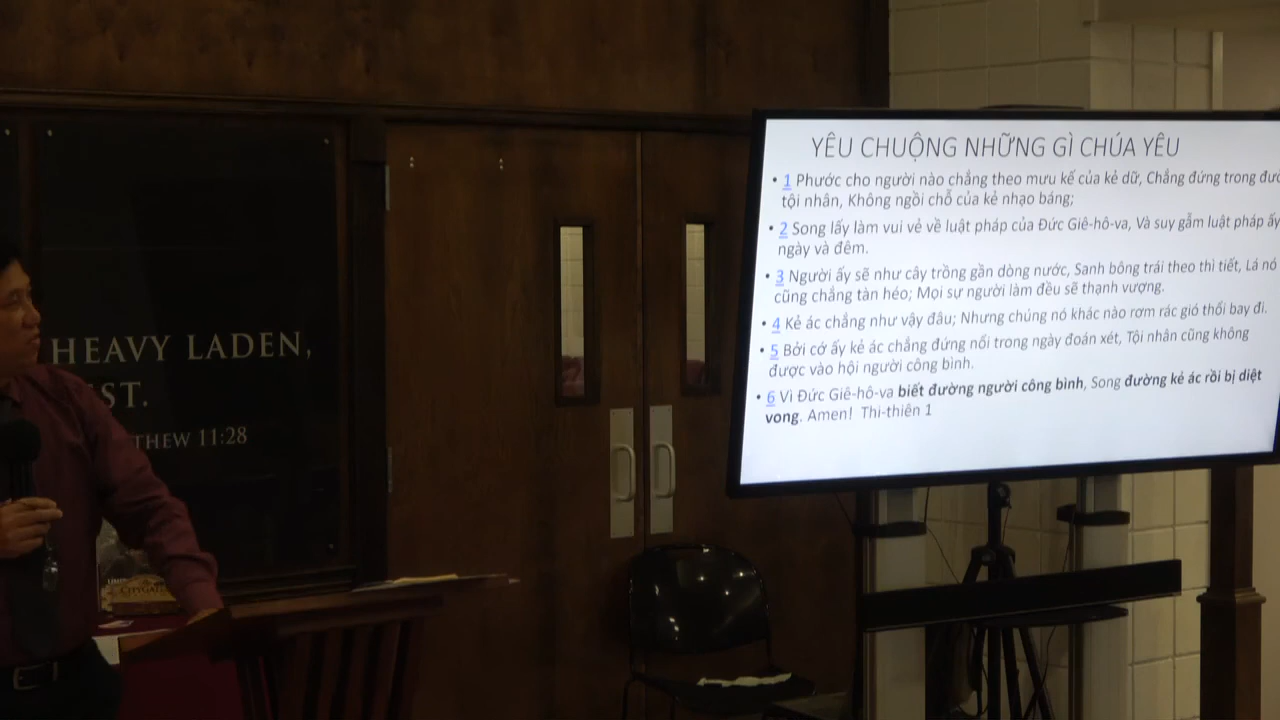 HEAVY LADEN,
ST.
THEW 11:28
YÊU CHUỘNG NHỮNG GÌ CHÚA YÊU
• 1 Phước cho người nào chẳng theo mưu kế của kẻ dữ, Chẳng đứng trong
tội nhân, Không ngồi chỗ của kẻ nhạo báng;
• 2 Song lấy làm vui vẻ về luật pháp của Đức Giê-hô-va, Và suy gẫm luật pháp ấy
ngày và đêm.
• 3 Người ấy sẽ như cây trồng gần dòng nước, Sanh bông trái theo thì tiết, Lá nó
cũng chẳng tàn héo; Mọi sự người làm đều sẽ thạnh vượng.
• 4 Kẻ ác chẳng như vậy đâu; Nhưng chúng nó khác nào rơm rác gió thổi bay đi.
• 5 Bởi cớ ấy kẻ ác chẳng đứng nổi trong ngày đoán xét, Tội nhân cũng không
được vào hội người công bình.
• 6 Vì Đức Giê-hô-va biết đường người công bình, Song đường kẻ ác rồi bị diệt
vong. Amen! Thi-thiên 1